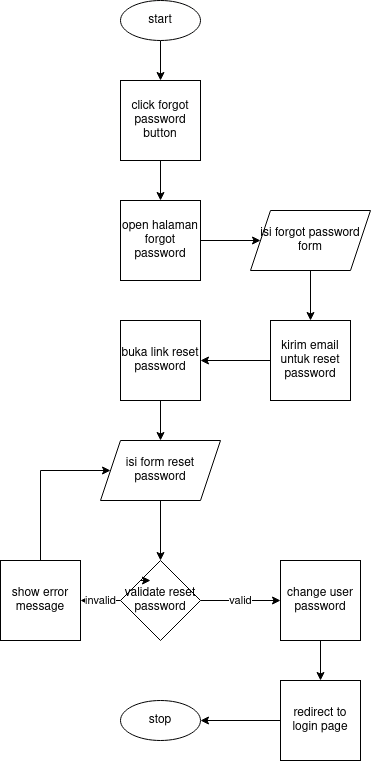 start
click forgot
password
button
open halaman
forgot
password
isi forgot password
form
kirim email
untuk reset
password
buka link reset
password
isi form reset
password
validate reset
password
invalid
valid
show error
message
change user
password
redirect to
login page
stop